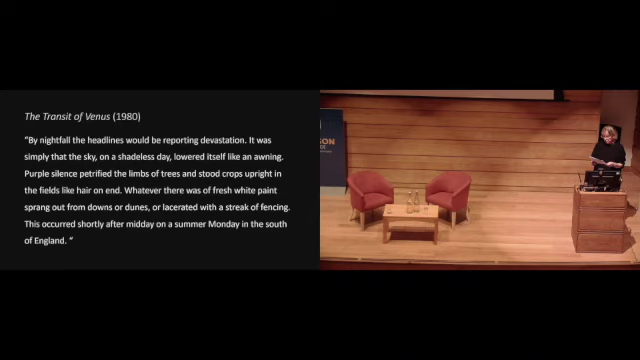 The Transit of Venus (1980)
“By nightfall the headlines would be reporting devastation. It was
simply that the sky, on a shadeless day, lowered itself like an awning.
Purple silence petrified the limbs of trees and stood crops upright in
the fields like hair on end. Whatever there was of fresh white paint
sprang out from downs or dunes, or lacerated with a streak of fencing.
This occurred shortly after midday on a summer Monday in the south
of England. “
SON